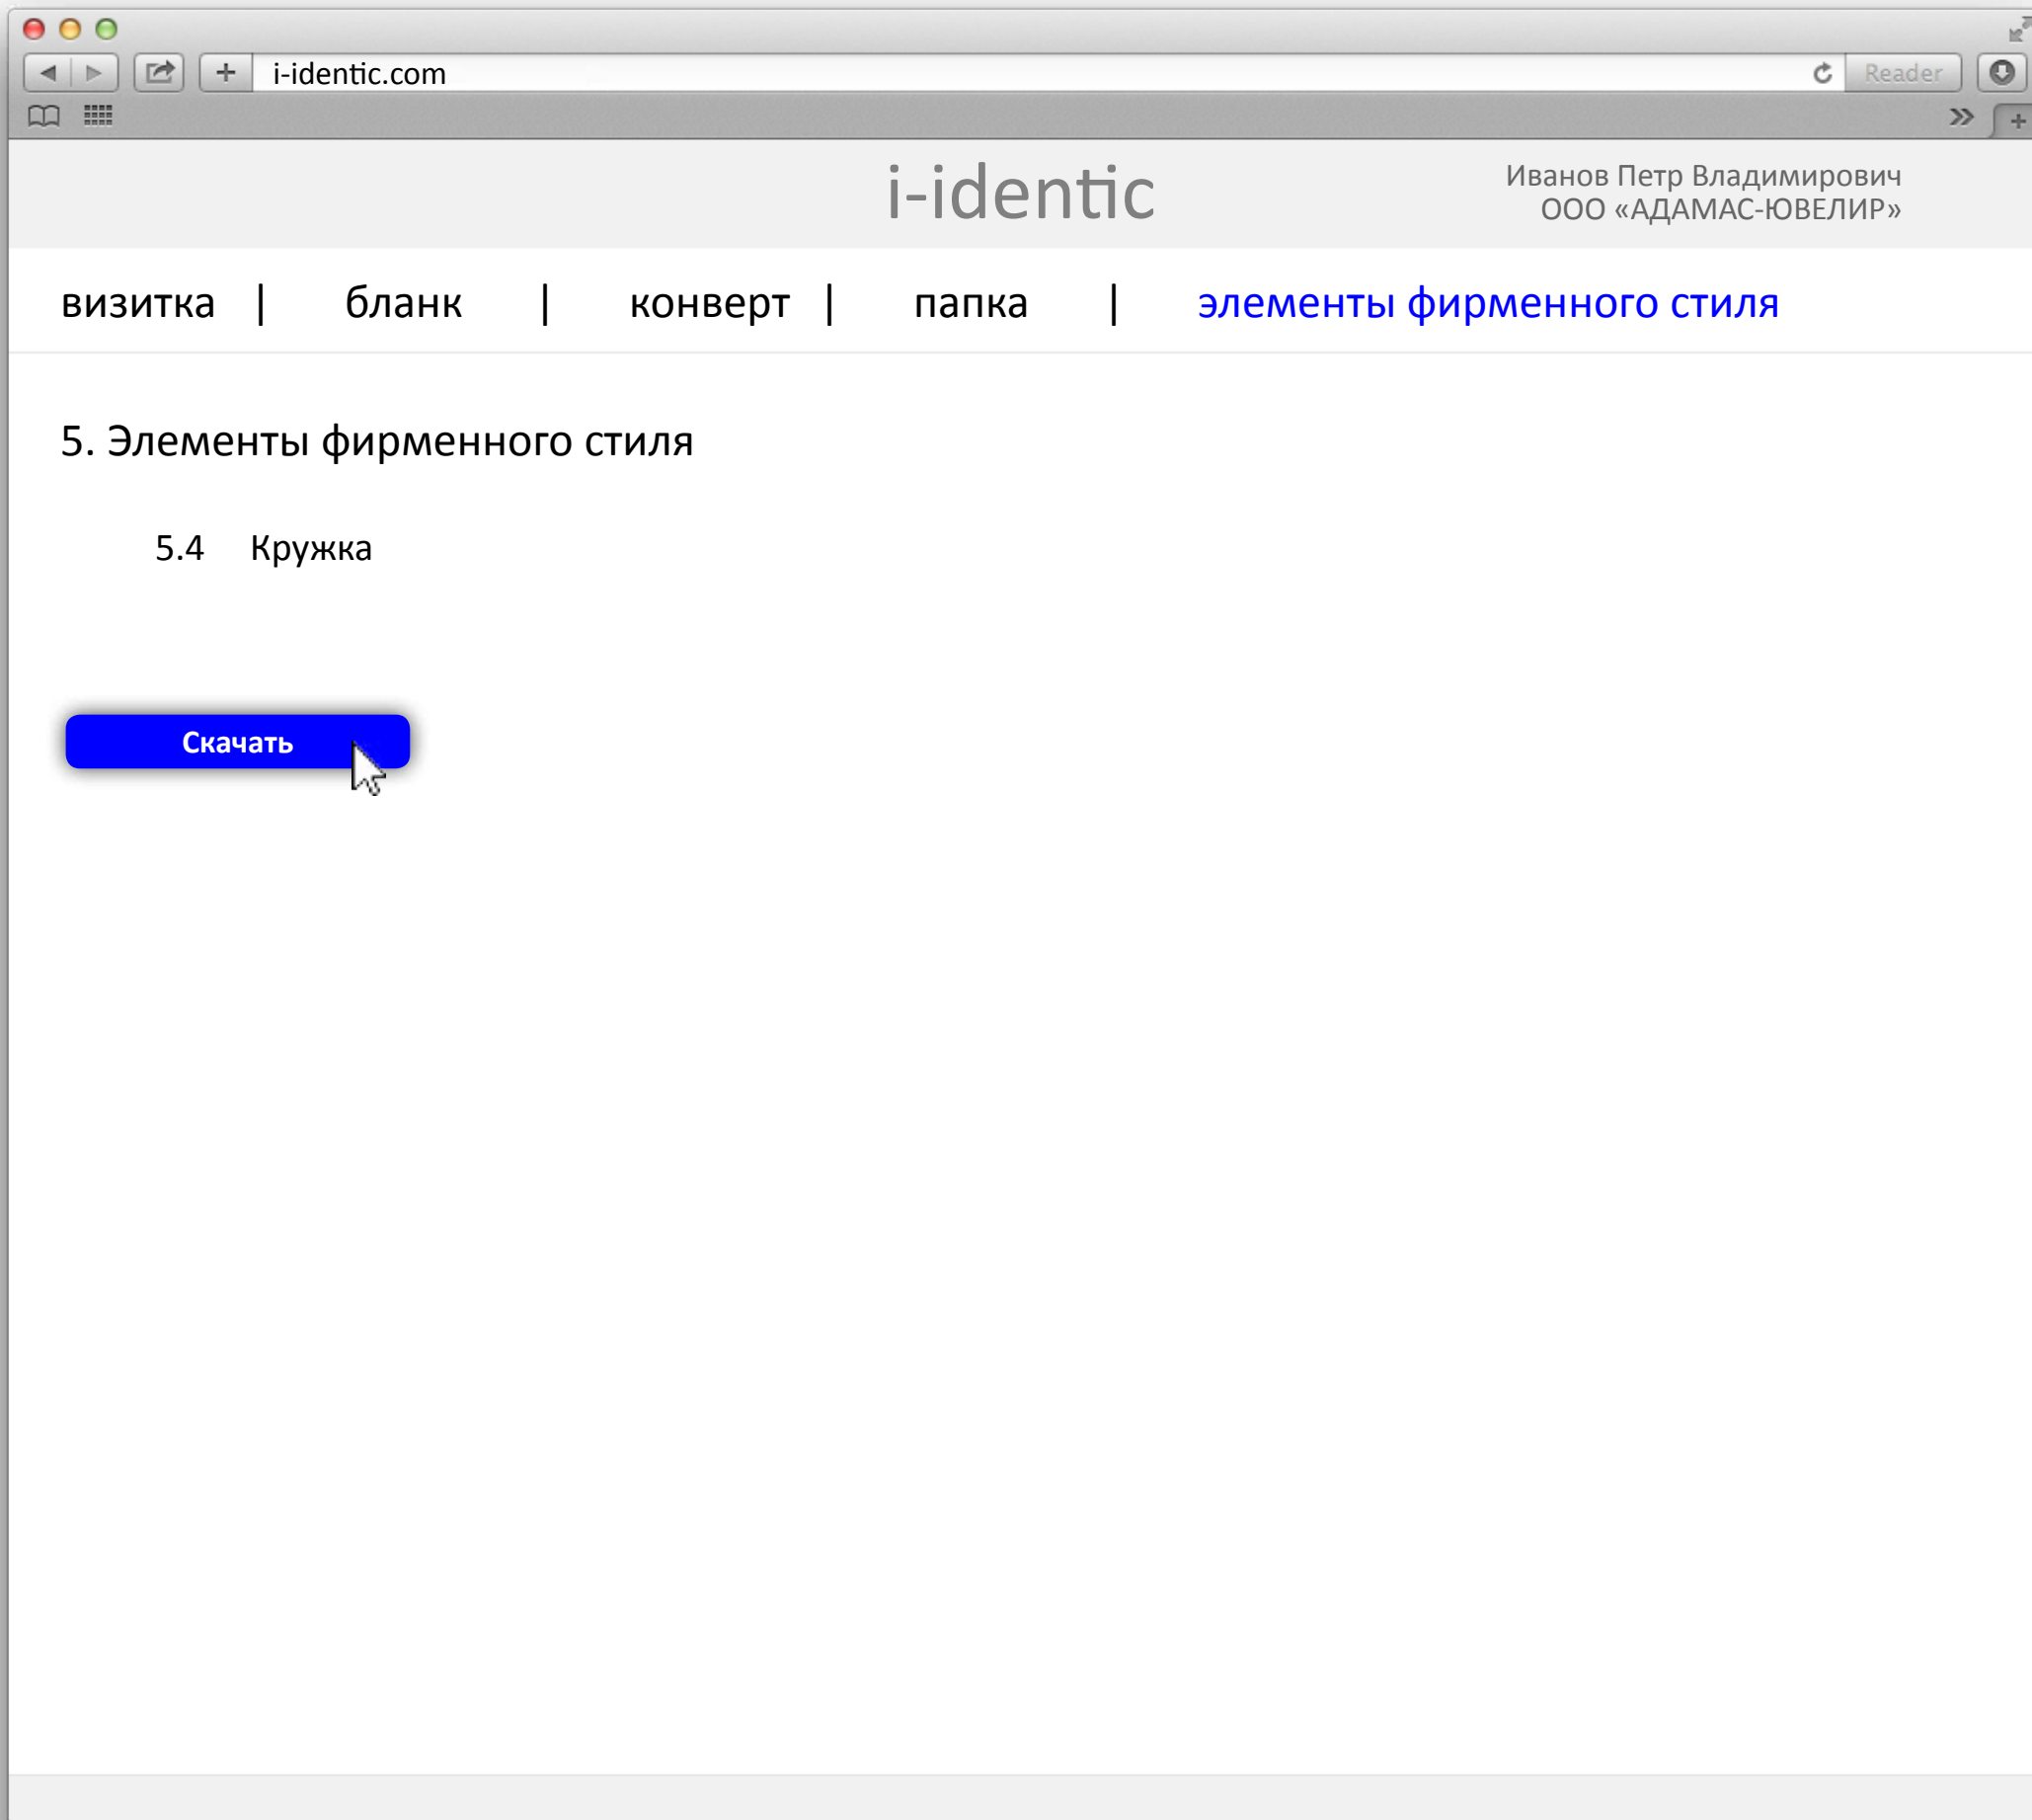 i-identic.com
Reader
i-identic
Иванов Петр Владимирович
ООО «АДАМАС-ЮВЕЛИР»
визитка | бланк | конверт | папка | элементы фирменного стиля
5. Элементы фирменного стиля
5.4 Кружка
Скачать